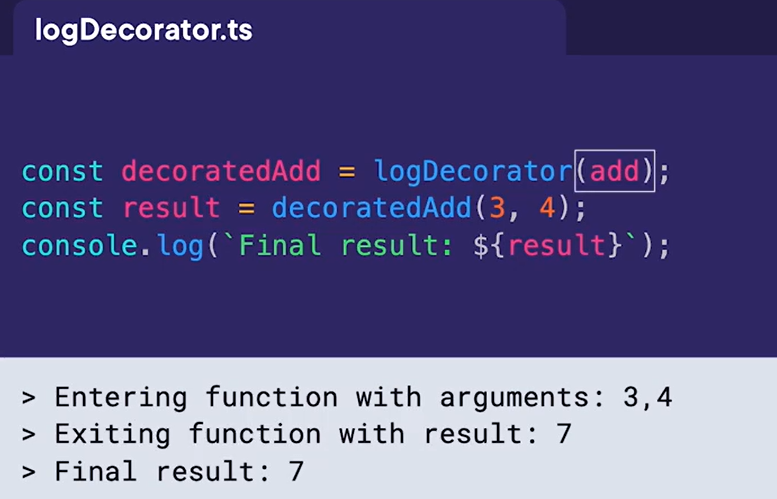 logDecorator.ts
const decoratedAdd = logDecorator(add);
const result = decoratedAdd(3, 4);
console.log(`Final result: ${result}`);
> Entering function with arguments: 3,4
> Exiting function with result: 7
> Final result: 7